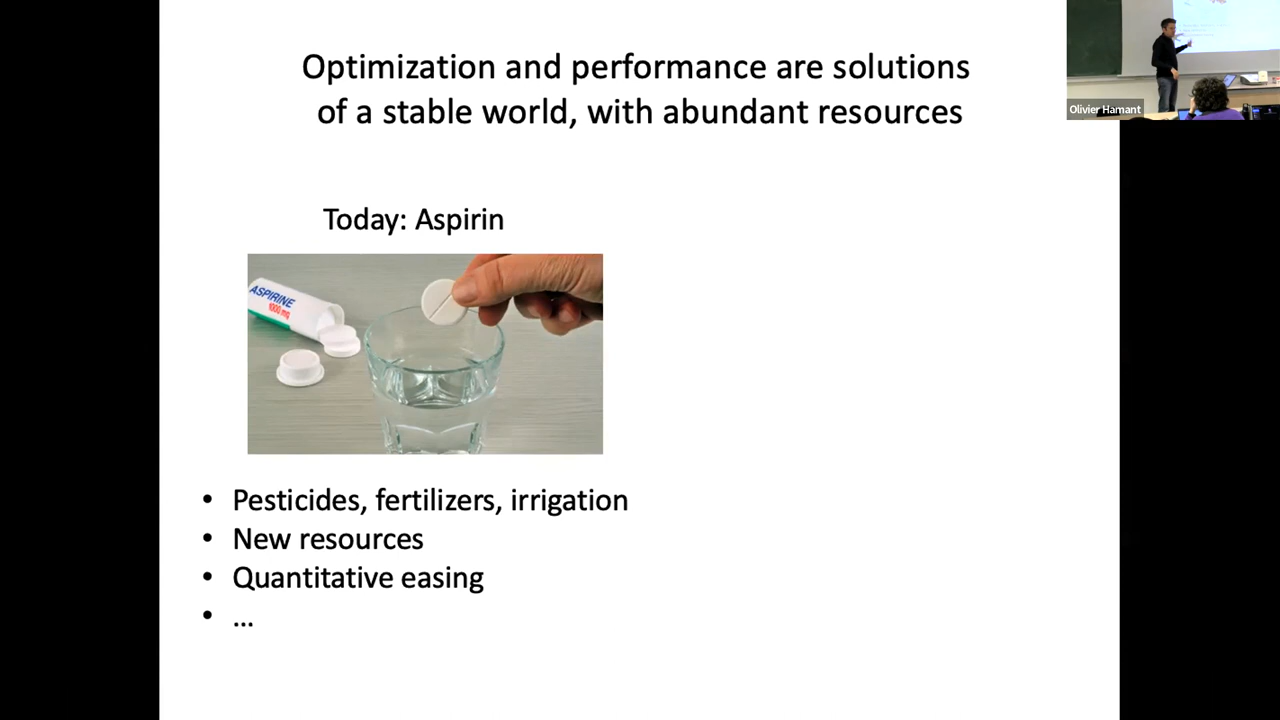 Optimization and performance are solutions
of a stable world, with abundant resources
Olivier Hamant
Today: Aspirin
ASPIRINE
1000 mg
• Pesticides, fertilizers, irrigation
• New resources
• Quantitative easing
• ...